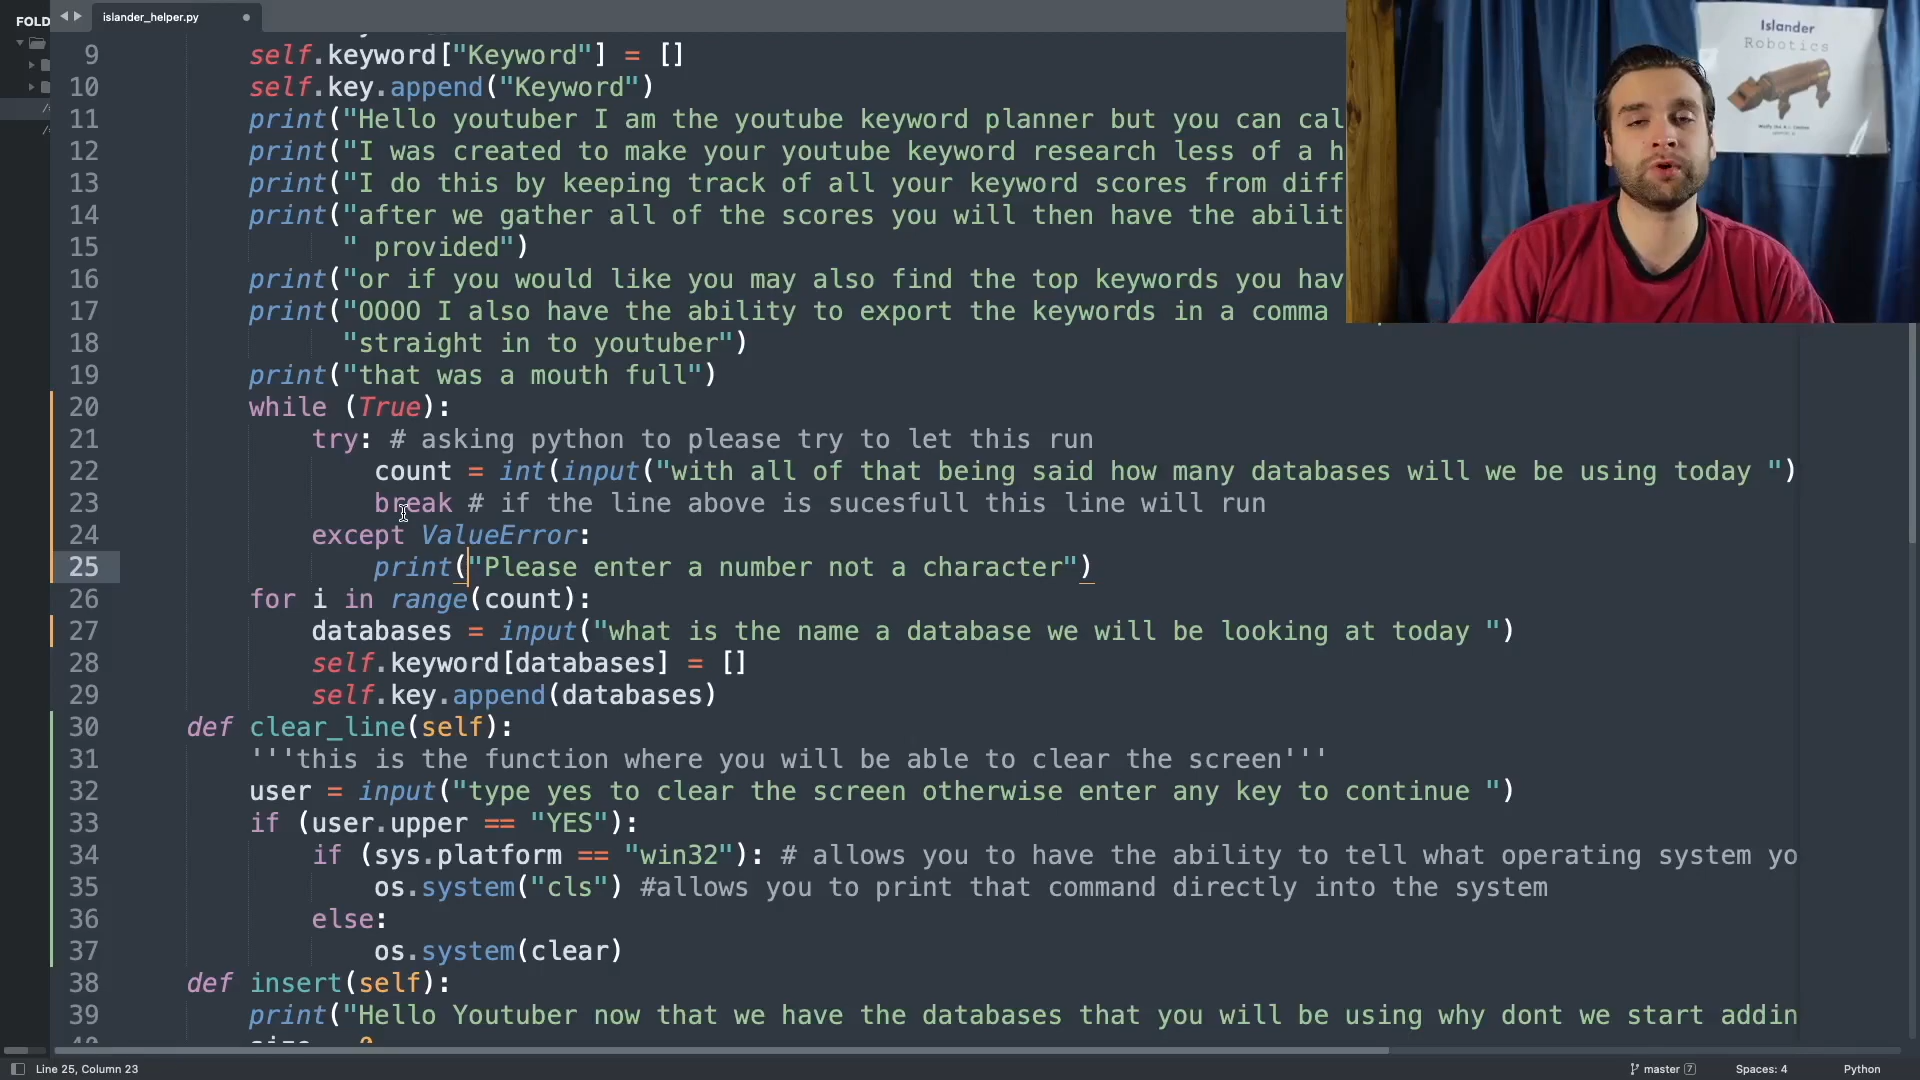 FOLD
islander_helper.py
9 self.keyword["Keyword"] = []
10 self.key.append("Keyword")
11 print("Hello youtuber I am the youtube keyword planner but you can cal
12 print("I was created to make your youtube keyword research less of a h
13 print("I do this by keeping track of all your keyword scores from diff
14 print("after we gather all of the scores you will then have the abilit
15 " provided")
16 print("or if you would like you may also find the top keywords you hav
17 print("OOOO I also have the ability to export the keywords in a comma
18 "straight in to youtuber")
19 print("that was a mouth full")
20 while (True):
21 try: # asking python to please try to let this run
22 count = int(input("with all of that being said how many databases will we be using today ")
23 break # if the line above is sucesfull this line will run
24 except ValueError:
25 print("Please enter a number not a character")
26 for i in range(count):
27 databases = input("what is the name a database we will be looking at today ")
28 self.keyword[databases] = []
29 self.key.append(databases)
30 def clear_line(self):
31 '''this is the function where you will be able to clear the screen'''
32 user = input("type yes to clear the screen otherwise enter any key to continue ")
33 if (user.upper == "YES"):
34 if (sys.platform == "win32"): # allows you to have the ability to tell what operating system yo
35 os.system("cls") #allows you to print that command directly into the system
36 else:
37 os.system(clear)
38 def insert(self):
39 print("Hello Youtuber now that we have the databases that you will be using why dont we start addin
Line 25, Column 23
master 7
Spaces: 4
Python
Islander
Robotics